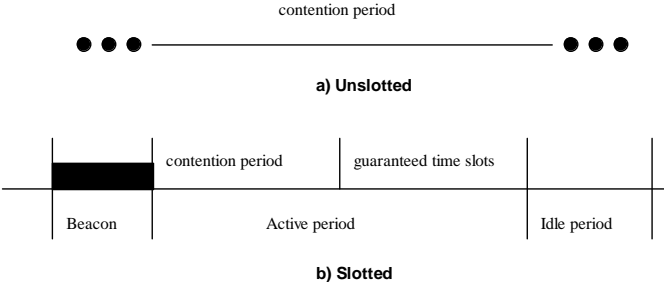 contention period
a) Unslotted
contention period guaranteed time slots
Beacon Active period Idle period
b) Slotted